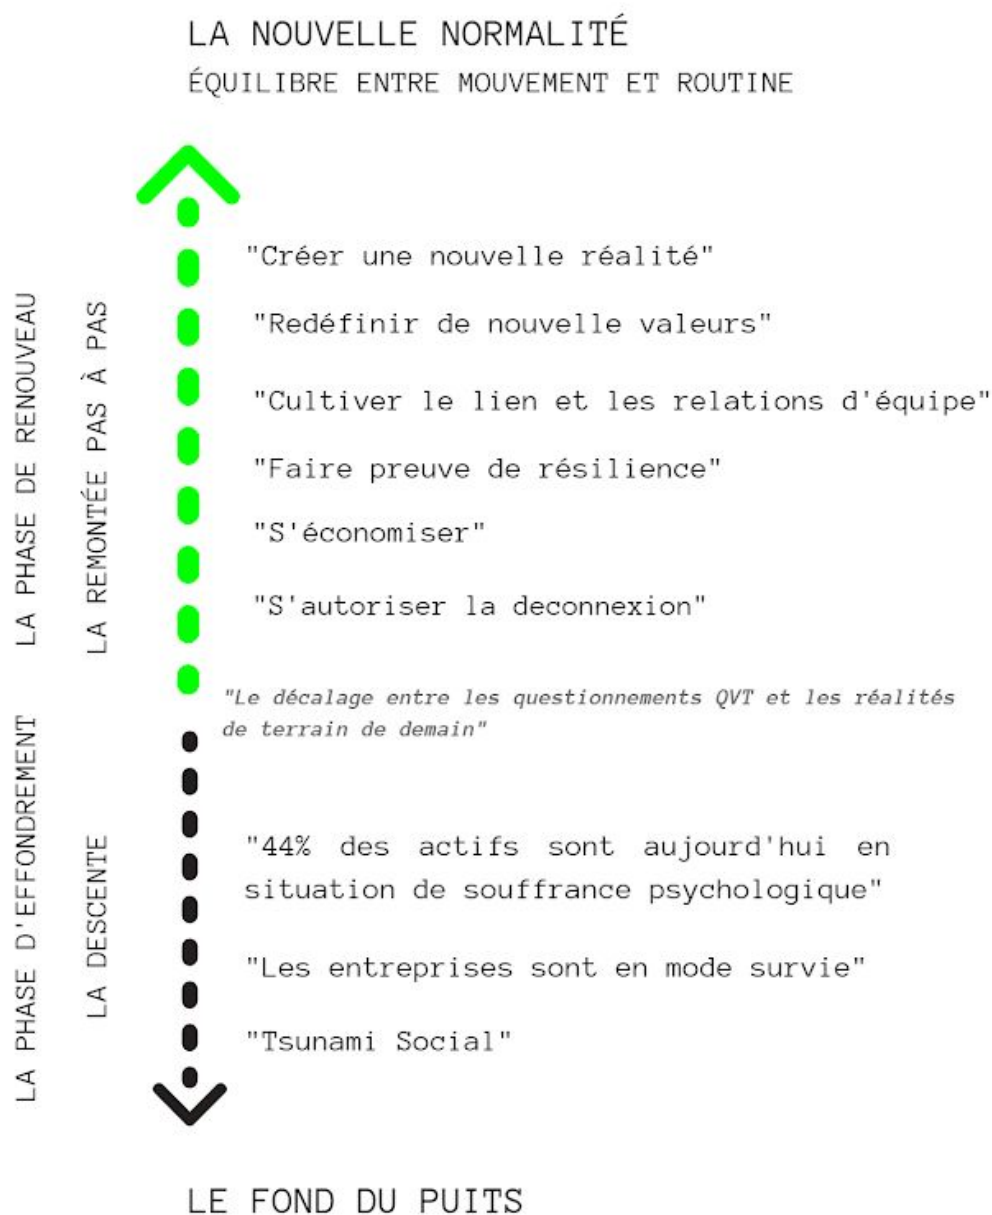 LA NOUVELLE NORMALITÉ
ÉQUILIBRE ENTRE MOUVEMENT ET ROUTINE
LA PHASE DE RENOUVEAU
LA REMONTÉE PAS À PAS
"Créer une nouvelle réalité"
"Redéfinir de nouvelle valeurs"
"Cultiver le lien et les relations d'équipe"
"Faire preuve de résilience"
"S'économiser"
"S'autoriser la deconnexion"
"Le décalage entre les questionnements QVT et les réalités
de terrain de demain"
LA PHASE D'EFFONDREMENT
LA DESCENTE
"44% des actifs sont aujourd'hui en
situation de souffrance psychologique"
"Les entreprises sont en mode survie"
"Tsunami Social"
LE FOND DU PUITS